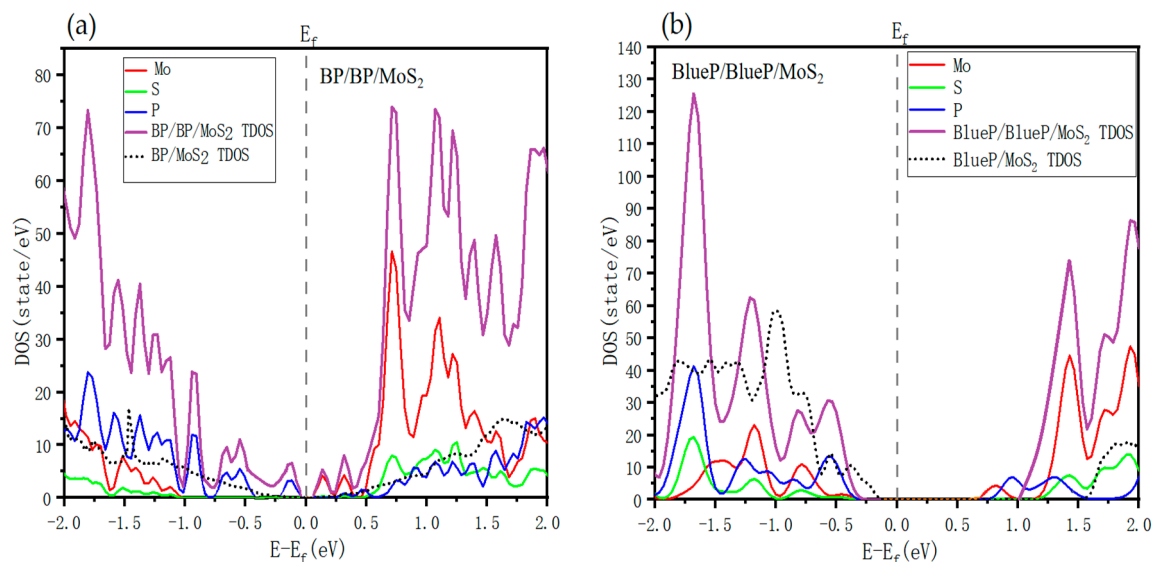 (a)
E_f
BP/BP/MoS₂
Mo
S
P
BP/BP/MoS₂ TDOS
BP/MoS₂ TDOS
DOS(state/eV)
80
70
60
50
40
30
20
10
0
-2.0 -1.5 -1.0 -0.5 0.0 0.5 1.0 1.5 2.0
E-E_f(eV)
(b)
E_f
BlueP/BlueP/MoS₂
Mo
S
P
BlueP/BlueP/MoS₂ TDOS
BlueP/MoS₂ TDOS
DOS(state/eV)
140
130
120
110
100
90
80
70
60
50
40
30
20
10
0
-2.0 -1.5 -1.0 -0.5 0.0 0.5 1.0 1.5 2.0
E-E_f(eV)